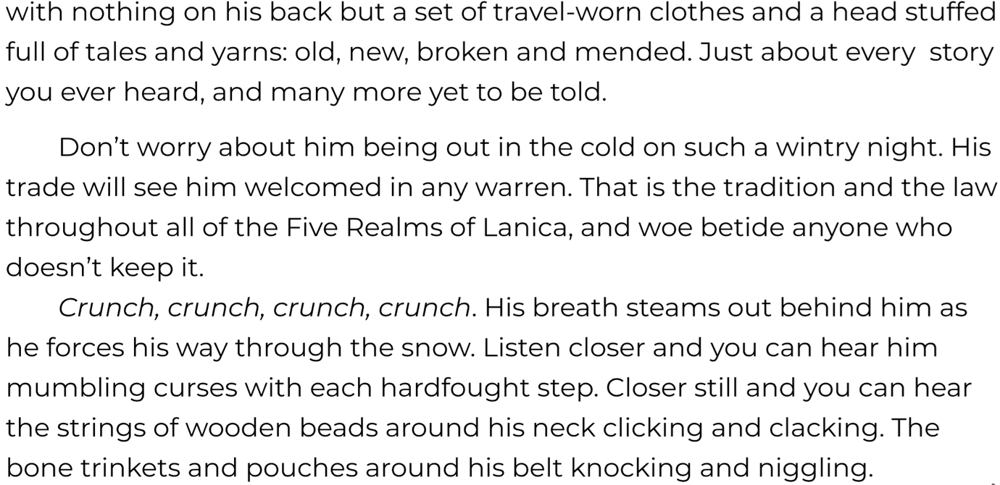 with nothing on his back but a set of travel-worn clothes and a head stuffed
full of tales and yarns: old, new, broken and mended. Just about every  story
you ever heard, and many more yet to be told.
Don’t worry about him being out in the cold on such a wintry night. His
trade will see him welcomed in any warren. That is the tradition and the law
throughout all of the Five Realms of Lanica, and woe betide anyone who
doesn’t keep it.
Crunch, crunch, crunch, crunch. His breath steams out behind him as
he forces his way through the snow. Listen closer and you can hear him
mumbling curses with each hardfought step. Closer still and you can hear
the strings of wooden beads around his neck clicking and clacking. The
bone trinkets and pouches around his belt knocking and niggling.